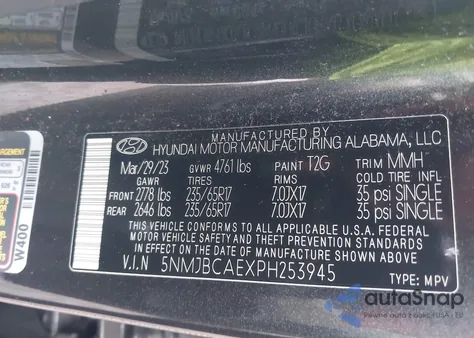 MANUFACTURED BY
HYUNDAI MOTOR MANUFACTURING ALABAMA, LLC
Mar/29/23 GVWR 4761 lbs PAINT T2G TRIM MMH
GAWR TIRES RIMS COLD TIRE INFL
FRONT 2778 lbs 235/65R17 7.0JX17 35 psi SINGLE
REAR 2646 lbs 235/65R17 7.0JX17 35 psi SINGLE
THIS VEHICLE CONFORMS TO ALL APPLICABLE U.S.A. FEDERAL
MOTOR VEHICLE SAFETY AND THEFT PREVENTION STANDARDS
IN EFFECT ON THE DATE OF MANUFACTURE SHOWN ABOVE.
V.I.N 5NMJBCAEXPH253945
TYPE: MPV
W400
autoSnap
Pewne auta z